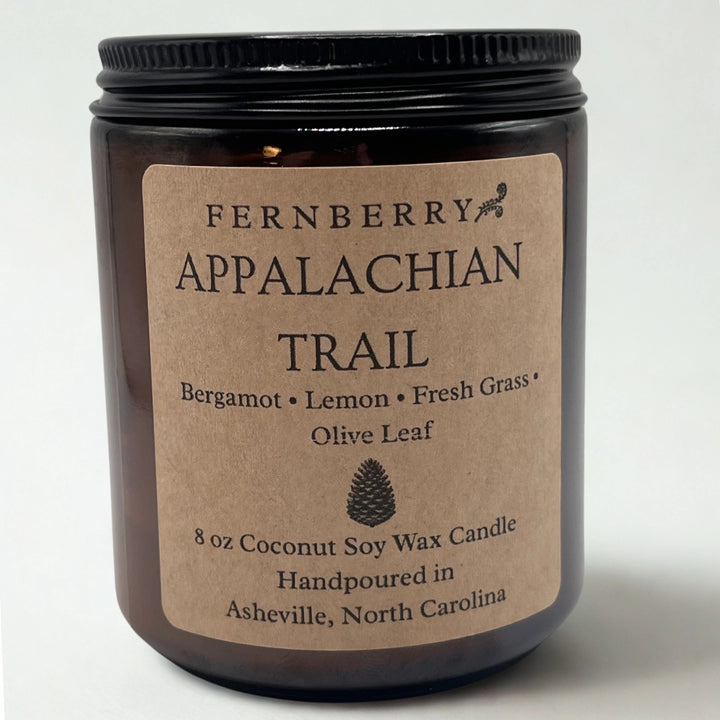 FERNBERRY
APPALACHIAN
TRAIL
Bergamot • Lemon • Fresh Grass •
Olive Leaf
8 oz Coconut Soy Wax Candle
Handpoured in
Asheville, North Carolina